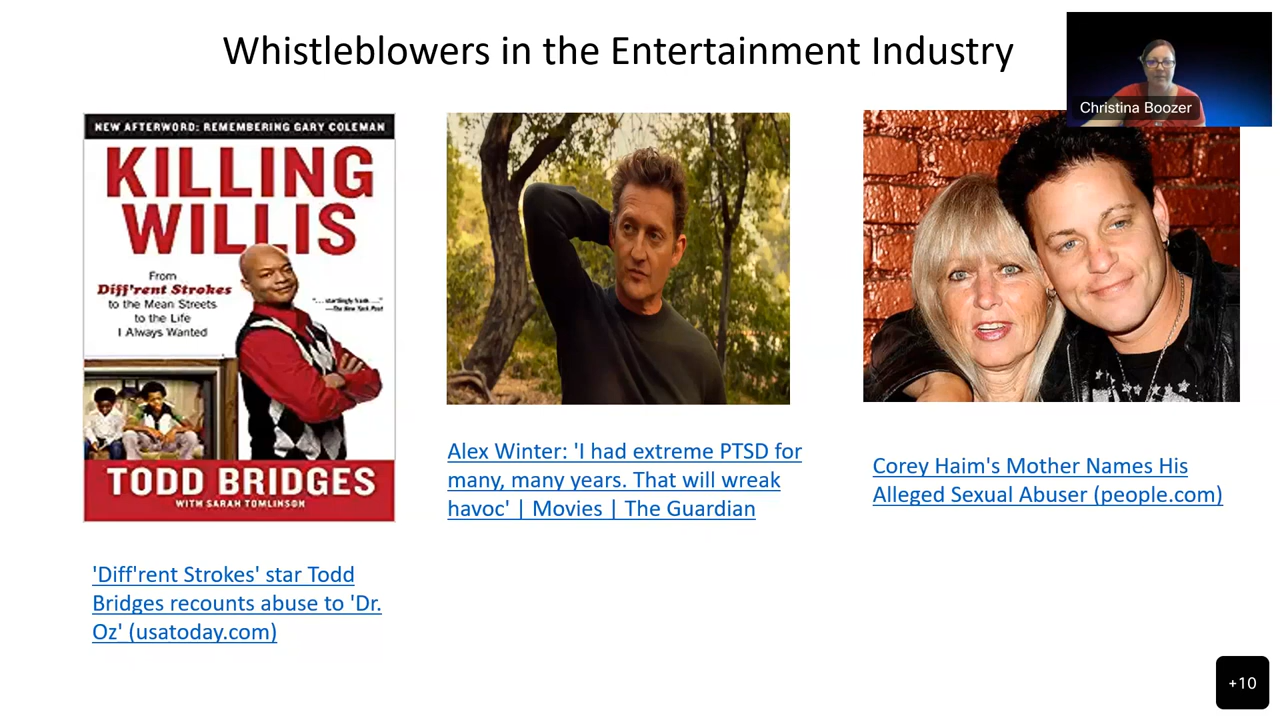 Whistleblowers in the Entertainment Industry
Christina Boozer
NEW AFTERWORD: REMEMBERING GARY COLEMAN
KILLING
WILLIS
From
Diff'rent Strokes
to the Mean Streets
to the Life
I Always Wanted
"... startlingly frank...."
—The New York Post
TODD BRIDGES
WITH SARAH TOMLINSON
'Diff'rent Strokes' star Todd
Bridges recounts abuse to 'Dr.
Oz' (usatoday.com)
Alex Winter: 'I had extreme PTSD for
many, many years. That will wreak
havoc' | Movies | The Guardian
Corey Haim's Mother Names His
Alleged Sexual Abuser (people.com)
+10